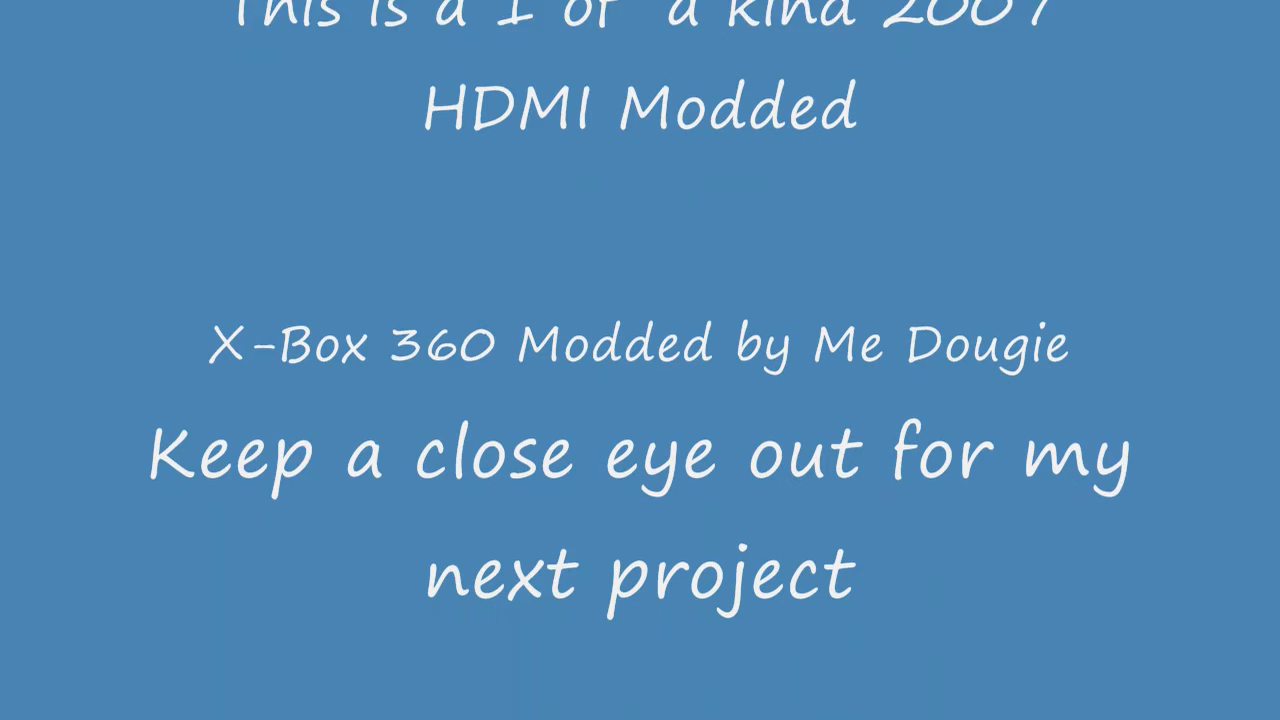 This is a 1 of a kind 2007
HDMI Modded
X-Box 360 Modded by Me Dougie
Keep a close eye out for my
next project